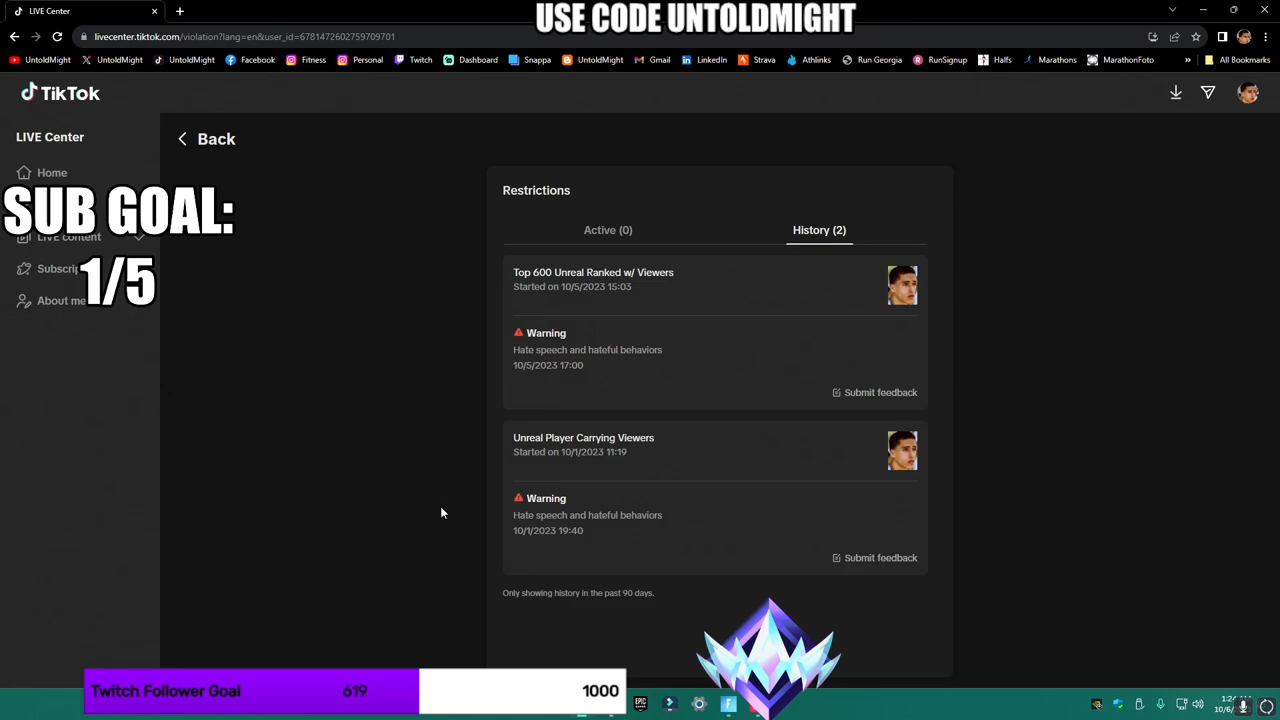 LIVE Center
USE CODE UNTOLDMIGHT
livecenter.tiktok.com/violation?lang=en&user_id=6781472602759709701
UntoldMight
UntoldMight
UntoldMight
Facebook
Fitness
Personal
Twitch
Dashboard
Snappa
UntoldMight
Gmail
LinkedIn
Strava
Athlinks
Run Georgia
RunSignup
Halfs
Marathons
MarathonFoto
»
All Bookmarks
TikTok
LIVE Center
Back
Home
Restrictions
SUB GOAL:
Active (0)
History (2)
LIVE content
1/5
About me
Top 600 Unreal Ranked w/ Viewers
Started on 10/5/2023 15:03
Warning
Hate speech and hateful behaviors
10/5/2023 17:00
Submit feedback
Unreal Player Carrying Viewers
Started on 10/1/2023 11:19
Warning
Hate speech and hateful behaviors
10/1/2023 19:40
Submit feedback
Only showing history in the past 90 days.
Twitch Follower Goal
619
1000
EPIC